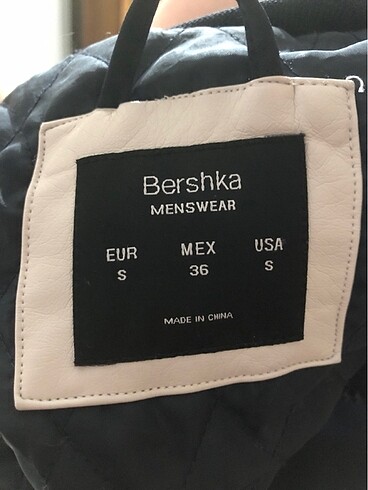 Bershka
MENSWEAR
EUR MEX USA
S 36 S
MADE IN CHINA